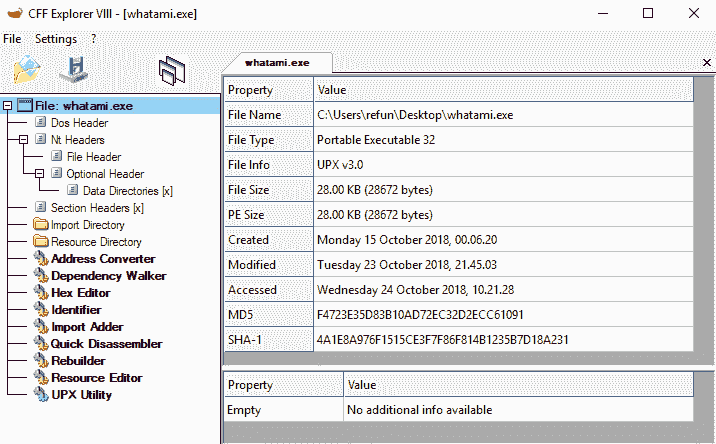 CFF Explorer VIII - [whatami.exe]
File Settings ?
whatami.exe
File: whatami.exe
Dos Header
Nt Headers
File Header
Optional Header
Data Directories [x]
Section Headers [x]
Import Directory
Resource Directory
Address Converter
Dependency Walker
Hex Editor
Identifier
Import Adder
Quick Disassembler
Rebuilder
Resource Editor
UPX Utility
Property Value
File Name C:\Users\refun\Desktop\whatami.exe
File Type Portable Executable 32
File Info UPX v3.0
File Size 28.00 KB (28672 bytes)
PE Size 28.00 KB (28672 bytes)
Created Monday 15 October 2018, 00.06.20
Modified Tuesday 23 October 2018, 21.45.03
Accessed Wednesday 24 October 2018, 10.21.28
MD5 F4723E35D83B10AD72EC32D2ECC61091
SHA-1 4A1E8A976F1515CE3F7F86F814B1235B7D18A231
Property Value
Empty No additional info available